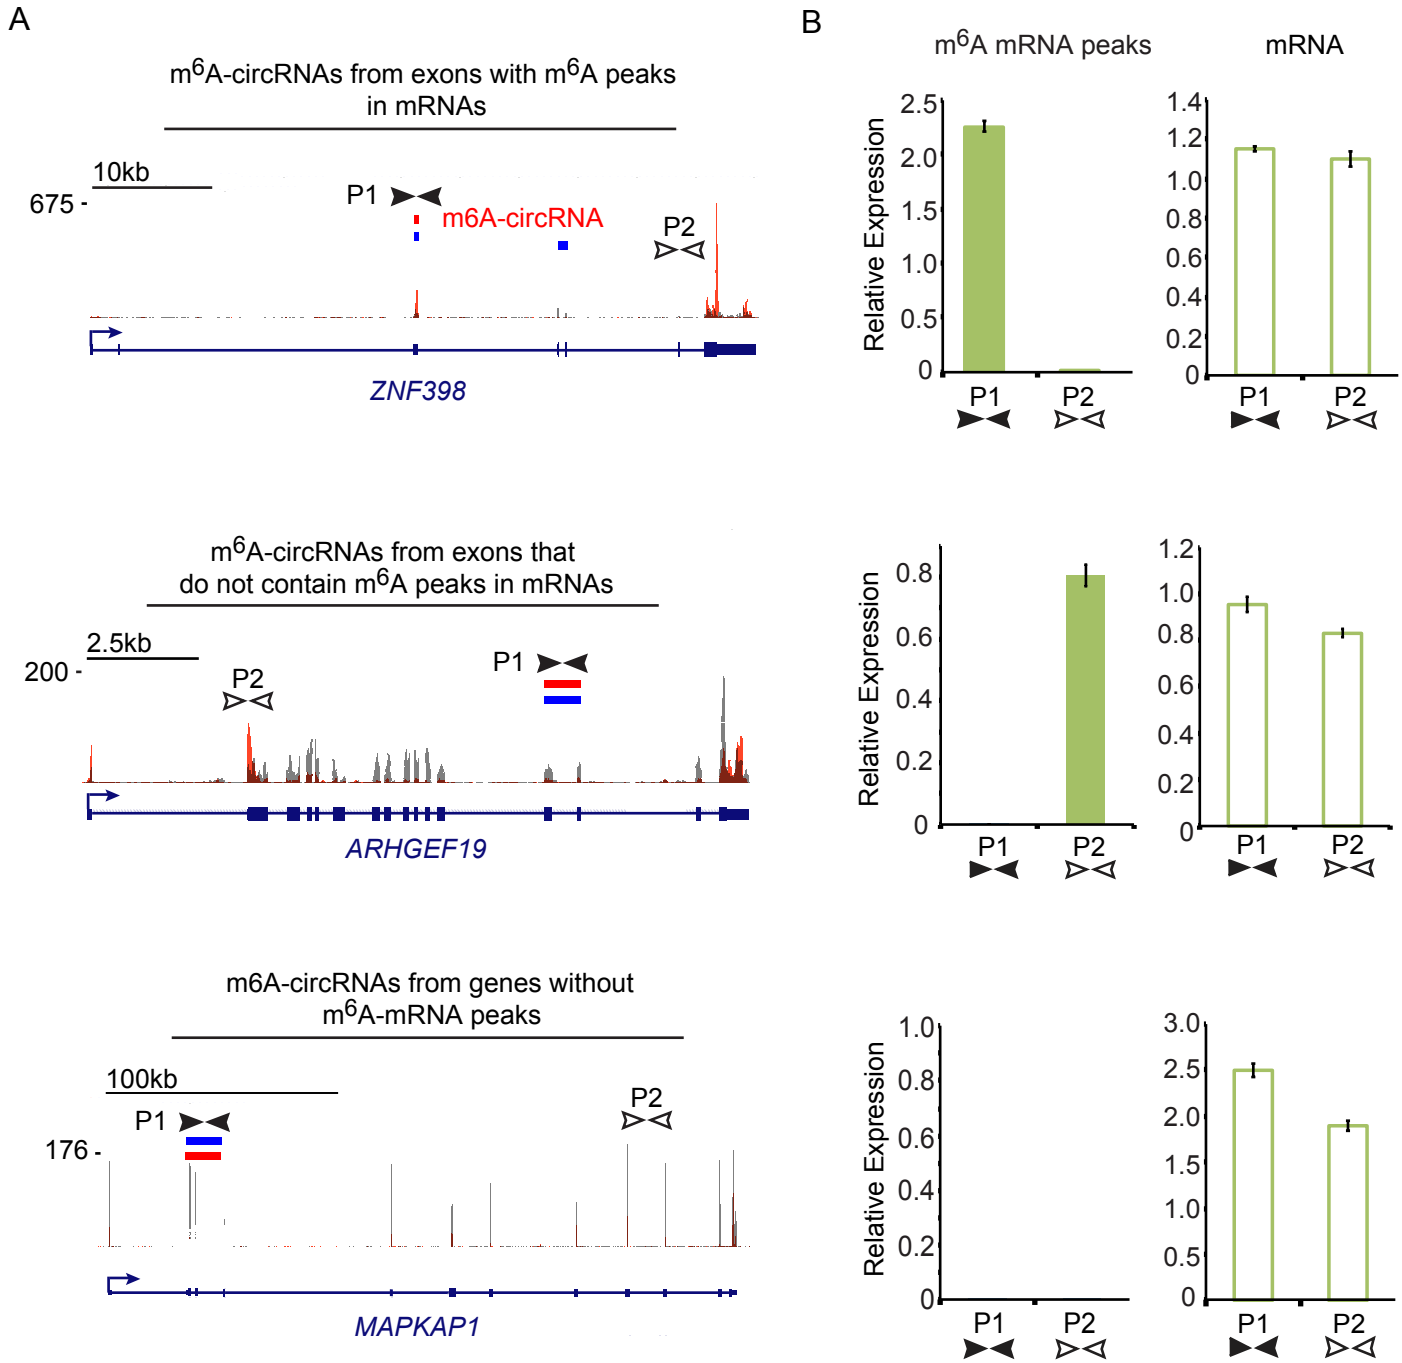 A
m6A-circRNAs from exons with m6A peaks
in mRNAs
10kb
675 -
P1
m6A-circRNA
P2
ZNF398
m6A-circRNAs from exons that
do not contain m6A peaks in mRNAs
2.5kb
200 -
P2
P1
ARHGEF19
m6A-circRNAs from genes without
m6A-mRNA peaks
100kb
P1
P2
176 -
MAPKAP1
B
m6A mRNA peaks
mRNA
Relative Expression
2.5
2.0
1.5
1.0
0.5
0
P1
P2
1.4
1.2
1.0
0.8
0.6
0.4
0.2
0
P1
P2
Relative Expression
0.8
0.6
0.4
0.2
0
P1
P2
1.2
1.0
0.8
0.6
0.4
0.2
0
P1
P2
Relative Expression
1.0
0.8
0.6
0.4
0.2
0
P1
P2
3.0
2.5
2.0
1.5
1.0
0.5
0
P1
P2